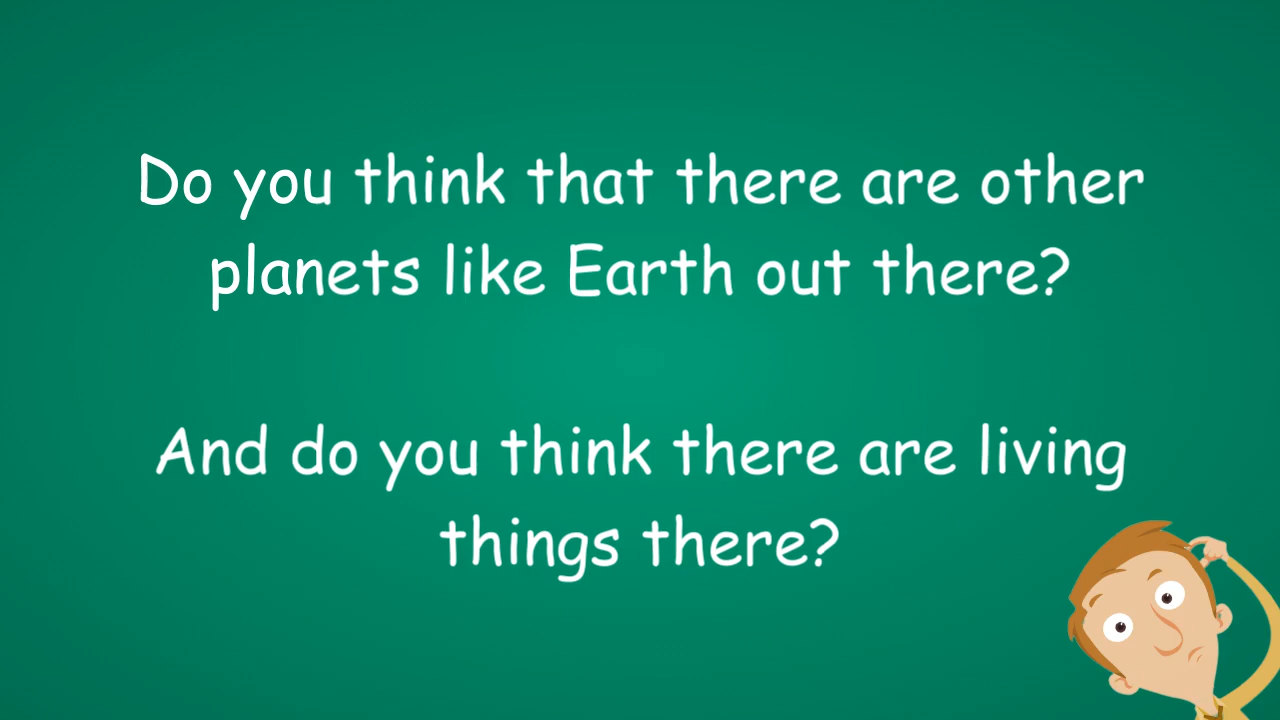 Do you think that there are other
planets like Earth out there?
And do you think there are living
things there?